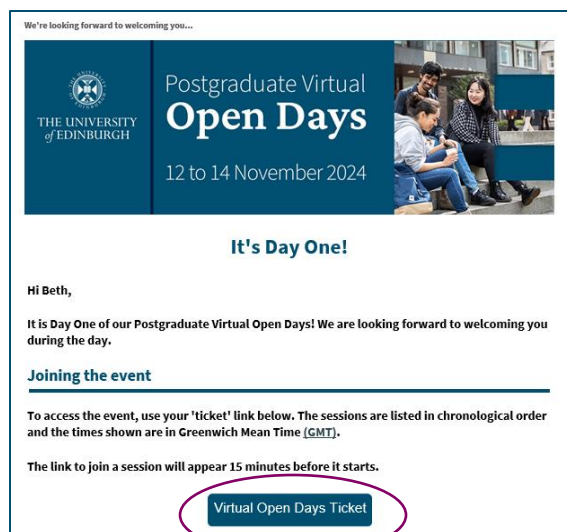 We're looking forward to welcoming you...
THE UNIVERSITY
of EDINBURGH
Postgraduate Virtual
Open Days
12 to 14 November 2024
It's Day One!
Hi Beth,
It is Day One of our Postgraduate Virtual Open Days! We are looking forward to welcoming you
during the day.
Joining the event
To access the event, use your 'ticket' link below. The sessions are listed in chronological order
and the times shown are in Greenwich Mean Time (GMT).
The link to join a session will appear 15 minutes before it starts.
Virtual Open Days Ticket